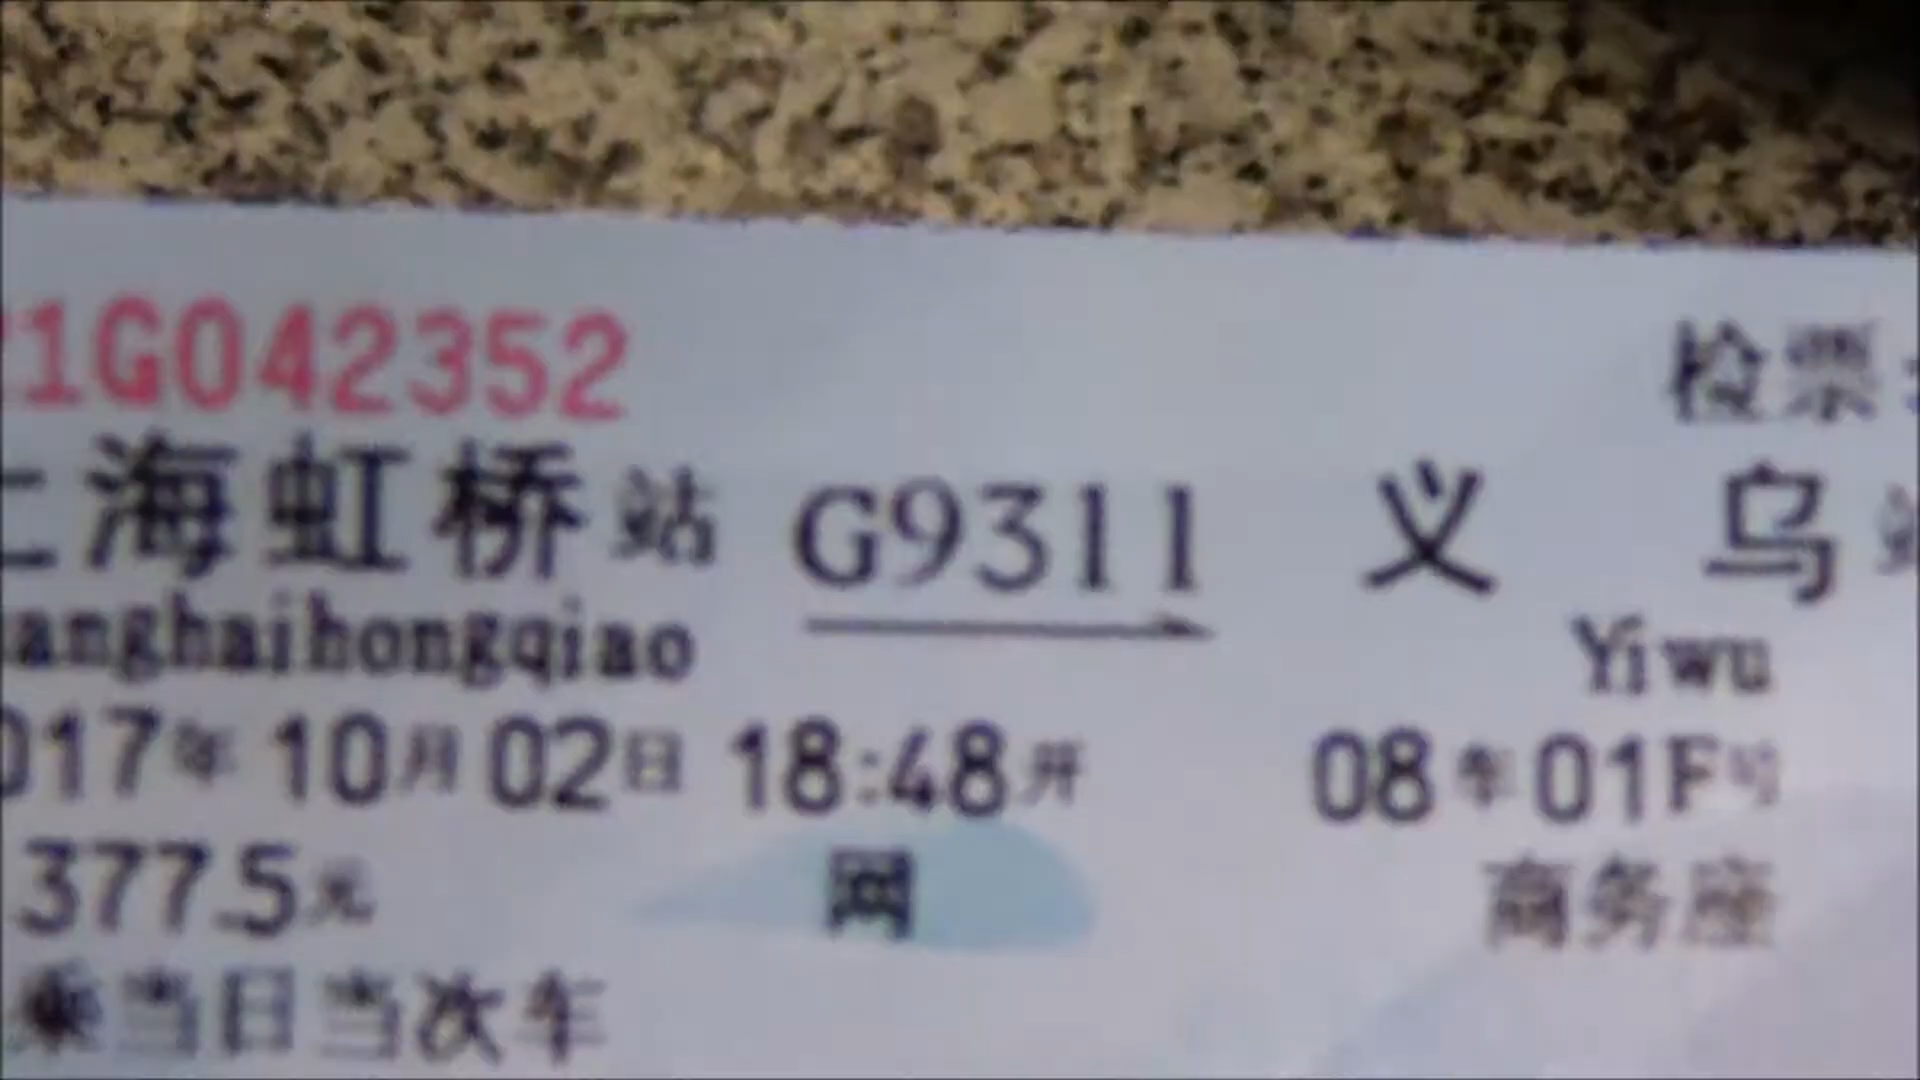 1G042352
检票:
上海虹桥站 G9311 义乌站
anghaihongqiao Yiwu
017年10月02日 18:48开 08车01F号
377.5元 网 商务座
乘当日当次车